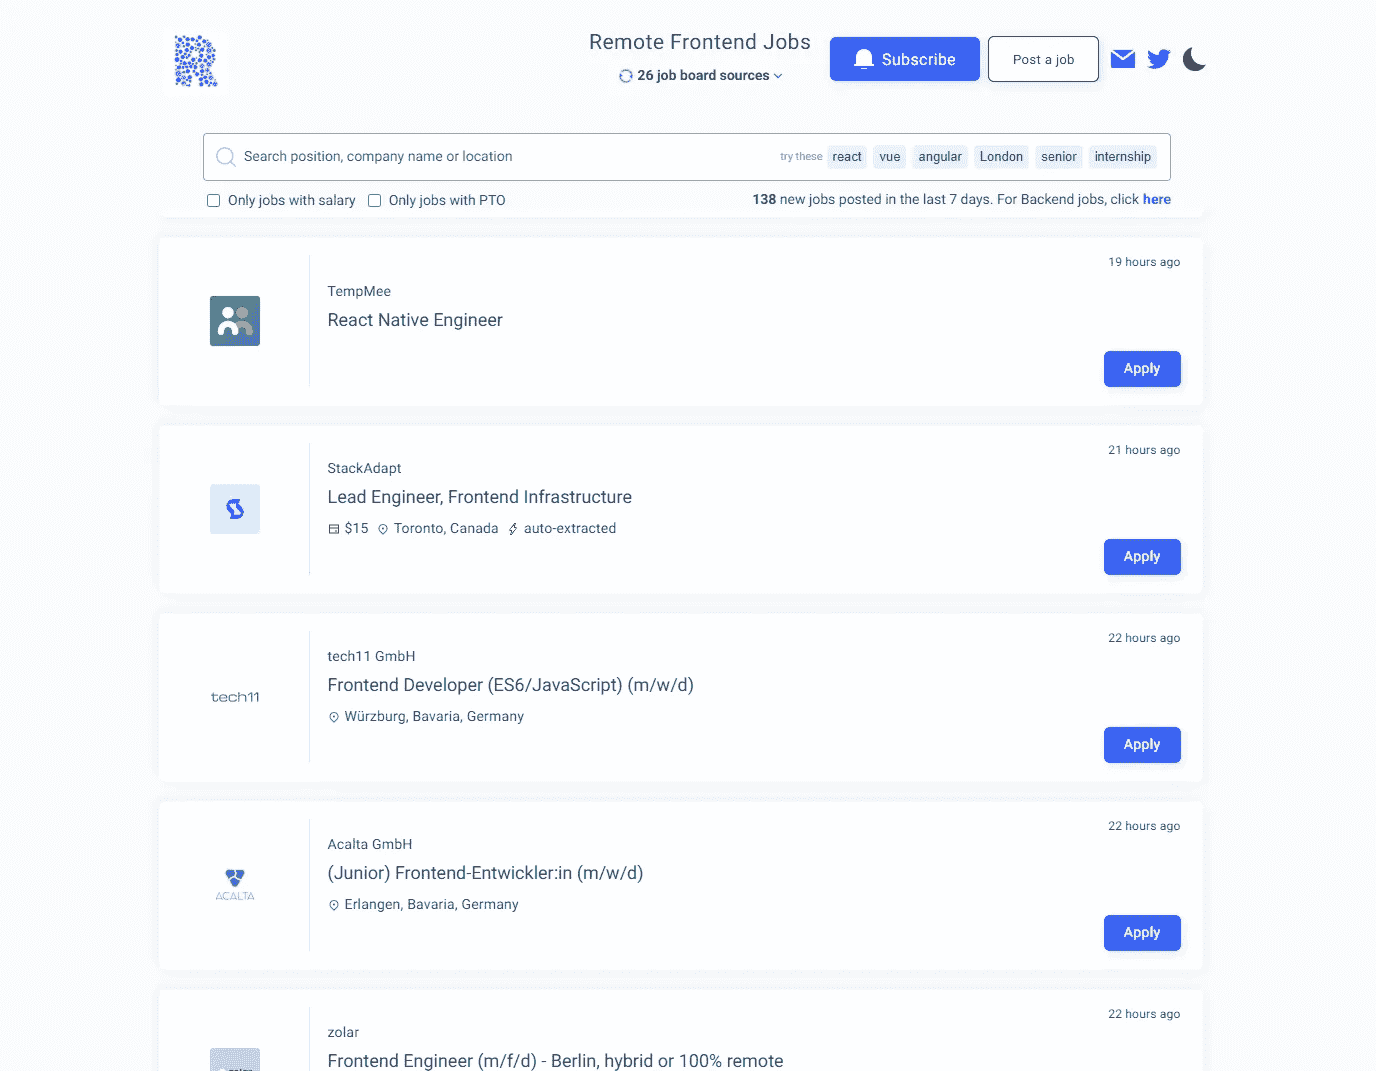 Remote Frontend Jobs
26 job board sources
Subscribe
Post a job
Search position, company name or location
try these react vue angular London senior internship
Only jobs with salary Only jobs with PTO
138 new jobs posted in the last 7 days. For Backend jobs, click here
19 hours ago
TempMee
React Native Engineer
Apply
21 hours ago
StackAdapt
Lead Engineer, Frontend Infrastructure
$15 Toronto, Canada auto-extracted
Apply
22 hours ago
tech11
tech11 GmbH
Frontend Developer (ES6/JavaScript) (m/w/d)
Würzburg, Bavaria, Germany
Apply
22 hours ago
ACALTA
Acalta GmbH
(Junior) Frontend-Entwickler:in (m/w/d)
Erlangen, Bavaria, Germany
Apply
22 hours ago
zolar
Frontend Engineer (m/f/d) - Berlin, hybrid or 100% remote